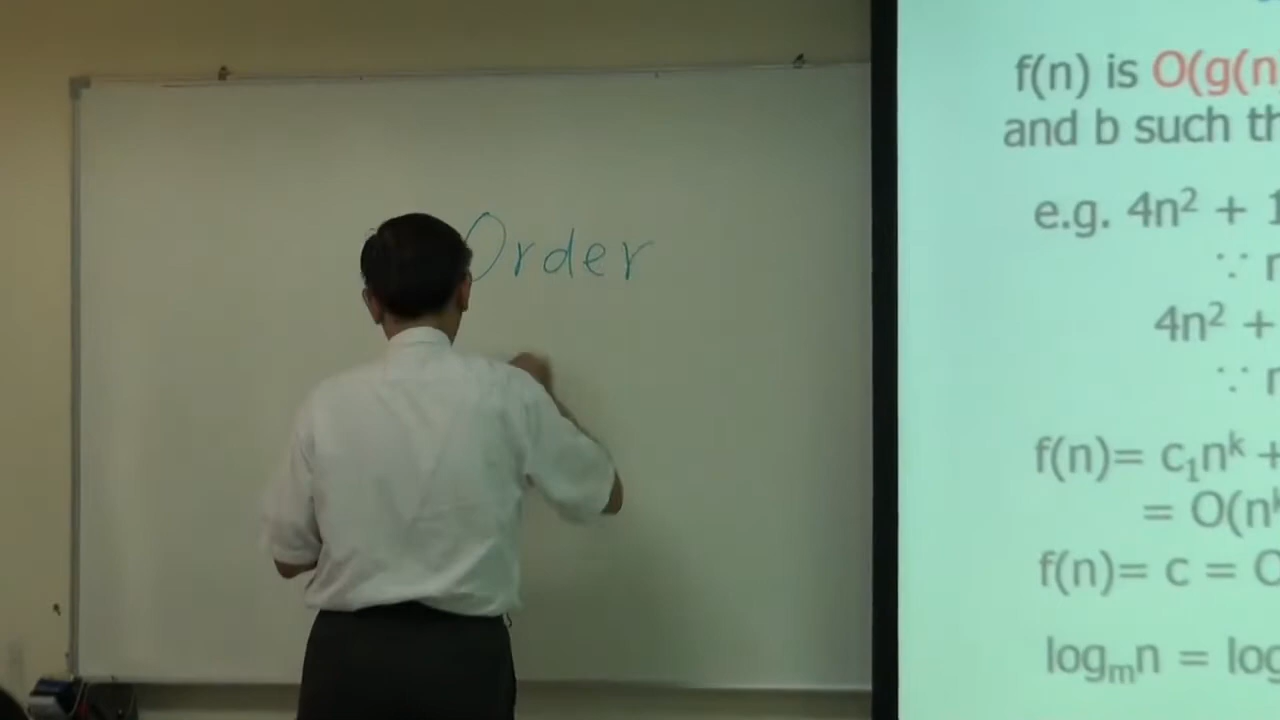 Order
f(n) is O(g(n
and b such th
e.g. 4n² + 1
∵ n
4n² +
∵ n
f(n)= c₁nᵏ +
= O(nᵏ
f(n)= c = O
logₘn = log